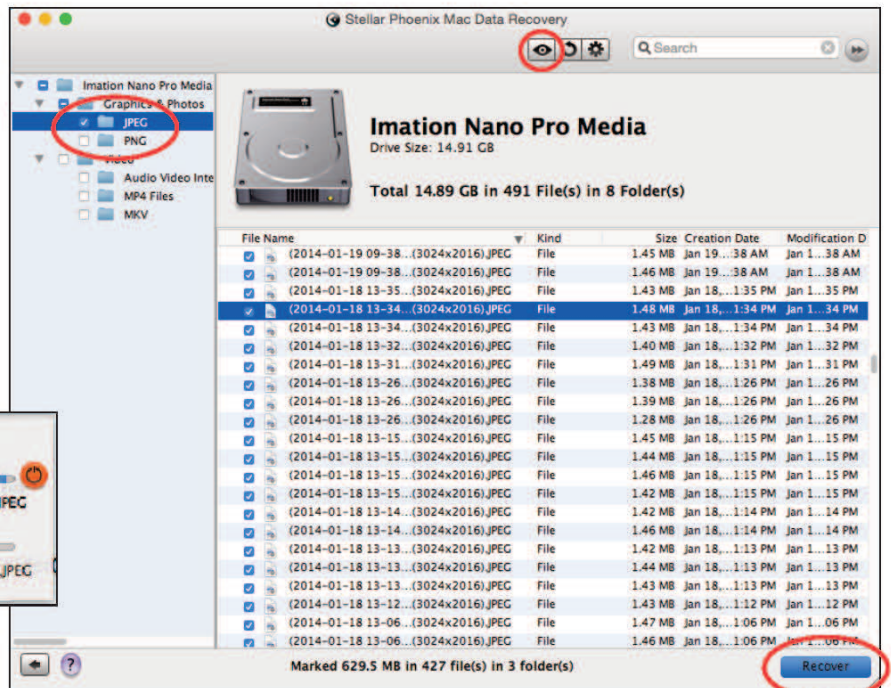 Stellar Phoenix Mac Data Recovery
Search
Imation Nano Pro Media
Graphics & Photos
JPEG
PNG
Video
Audio Video Inte
MP4 Files
MKV
Imation Nano Pro Media
Drive Size: 14.91 GB
Total 14.89 GB in 491 File(s) in 8 Folder(s)
File Name Kind Size Creation Date Modification D
(2014-01-19 09-38...(3024x2016).JPEG File 1.45 MB Jan 19...:38 AM Jan 1...38 AM
(2014-01-19 09-38...(3024x2016).JPEG File 1.46 MB Jan 19...:38 AM Jan 1...38 AM
(2014-01-18 13-35...(3024x2016).JPEG File 1.43 MB Jan 18,...1:35 PM Jan 1...35 PM
(2014-01-18 13-34...(3024x2016).JPEG File 1.48 MB Jan 18,...1:34 PM Jan 1...34 PM
(2014-01-18 13-34...(3024x2016).JPEG File 1.43 MB Jan 18,...1:34 PM Jan 1...34 PM
(2014-01-18 13-32...(3024x2016).JPEG File 1.40 MB Jan 18,...1:32 PM Jan 1...32 PM
(2014-01-18 13-31...(3024x2016).JPEG File 1.49 MB Jan 18,...1:31 PM Jan 1...31 PM
(2014-01-18 13-26...(3024x2016).JPEG File 1.38 MB Jan 18,...1:26 PM Jan 1...26 PM
(2014-01-18 13-26...(3024x2016).JPEG File 1.39 MB Jan 18,...1:26 PM Jan 1...26 PM
(2014-01-18 13-26...(3024x2016).JPEG File 1.28 MB Jan 18,...1:26 PM Jan 1...26 PM
(2014-01-18 13-15...(3024x2016).JPEG File 1.45 MB Jan 18,...1:15 PM Jan 1...15 PM
(2014-01-18 13-15...(3024x2016).JPEG File 1.44 MB Jan 18,...1:15 PM Jan 1...15 PM
(2014-01-18 13-15...(3024x2016).JPEG File 1.46 MB Jan 18,...1:15 PM Jan 1...15 PM
(2014-01-18 13-15...(3024x2016).JPEG File 1.42 MB Jan 18,...1:15 PM Jan 1...15 PM
(2014-01-18 13-14...(3024x2016).JPEG File 1.42 MB Jan 18,...1:14 PM Jan 1...14 PM
(2014-01-18 13-14...(3024x2016).JPEG File 1.46 MB Jan 18,...1:14 PM Jan 1...14 PM
(2014-01-18 13-13...(3024x2016).JPEG File 1.42 MB Jan 18,...1:13 PM Jan 1...13 PM
(2014-01-18 13-13...(3024x2016).JPEG File 1.44 MB Jan 18,...1:13 PM Jan 1...13 PM
(2014-01-18 13-13...(3024x2016).JPEG File 1.43 MB Jan 18,...1:13 PM Jan 1...13 PM
(2014-01-18 13-12...(3024x2016).JPEG File 1.43 MB Jan 18,...1:12 PM Jan 1...12 PM
(2014-01-18 13-06...(3024x2016).JPEG File 1.47 MB Jan 18,...1:06 PM Jan 1...06 PM
(2014-01-18 13-06...(3024x2016).JPEG File 1.46 MB Jan 18,...1:06 PM Jan 1...06 PM
PEG
JPEG
Marked 629.5 MB in 427 file(s) in 3 folder(s)
Recover